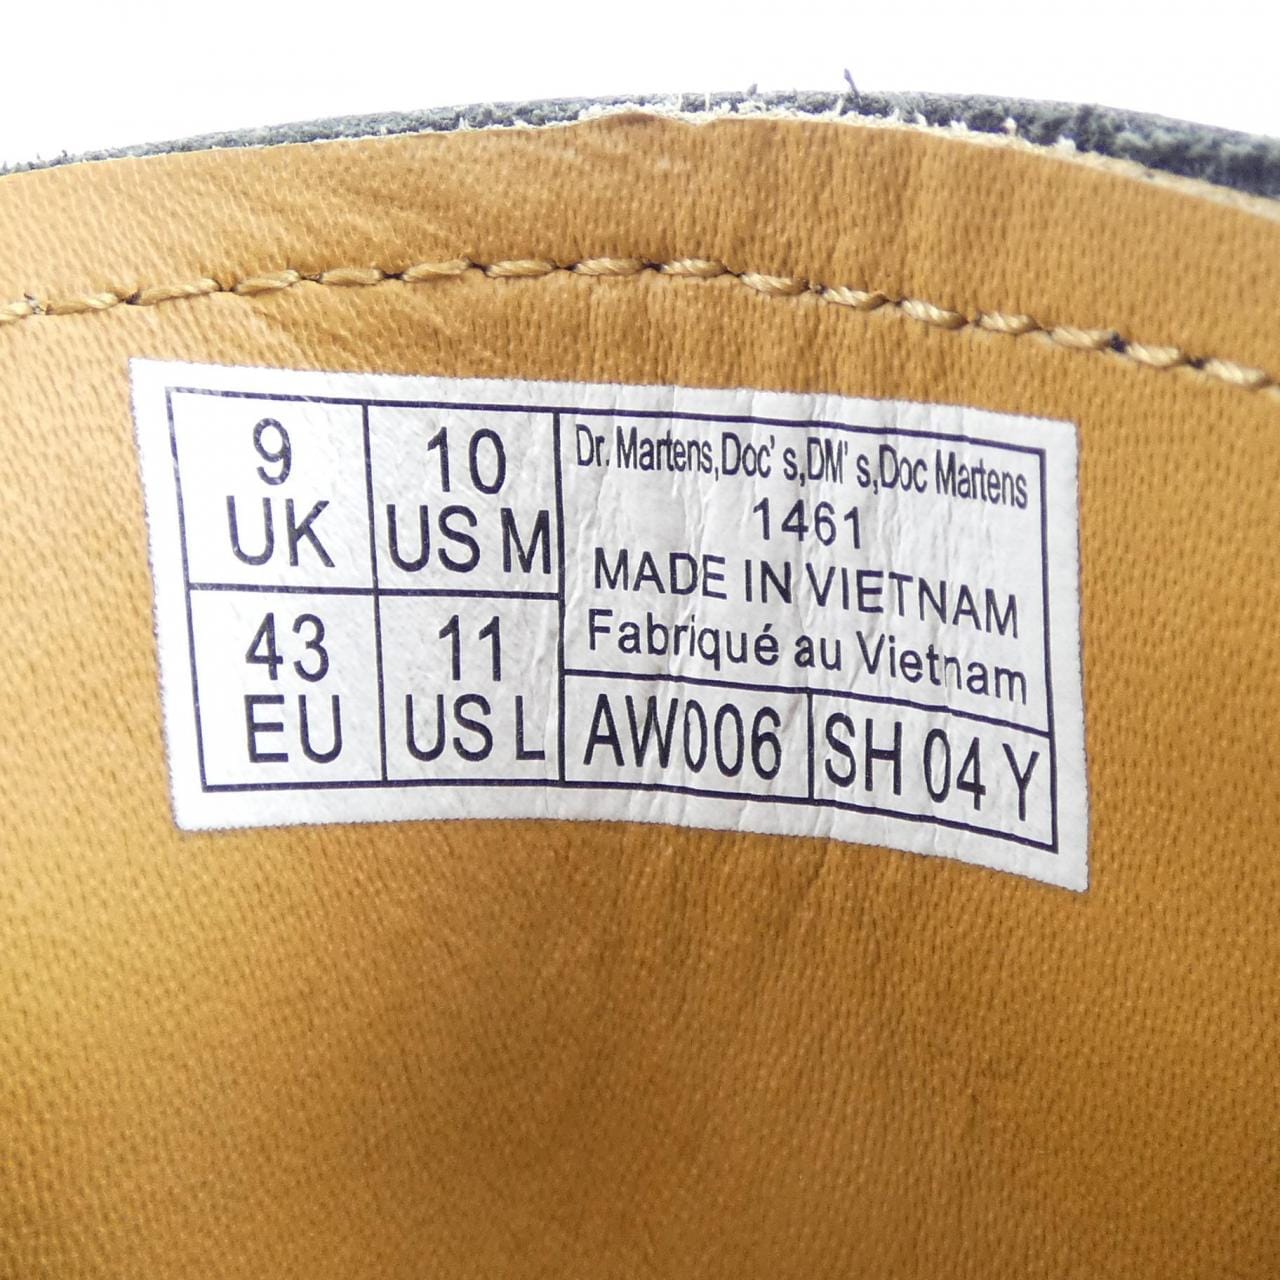 9
UK
10
US M
43
EU
11
US L
Dr. Martens,Doc's,DM's,Doc Martens
1461
MADE IN VIETNAM
Fabriqué au Vietnam
AW006
SH 04 Y